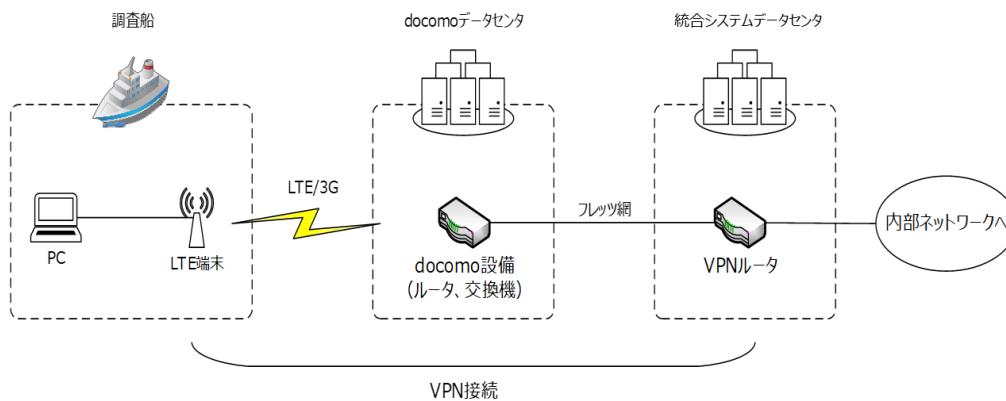 調査船
docomoデータセンタ
統合システムデータセンタ
LTE/3G
フレッツ網
内部ネットワークへ
PC
LTE端末
docomo設備
(ルータ、交換機)
VPNルータ
VPN接続